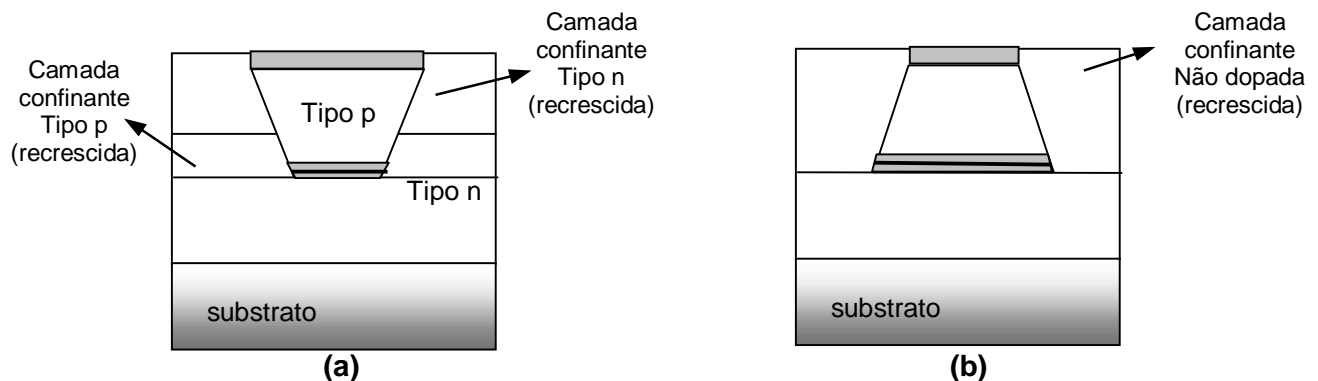 Camada
confinante
Tipo p
(recrescida)
Tipo p
Camada
confinante
Tipo n
(recrescida)
Tipo n
substrato
(a)
Camada
confinante
Não dopada
(recrescida)
substrato
(b)